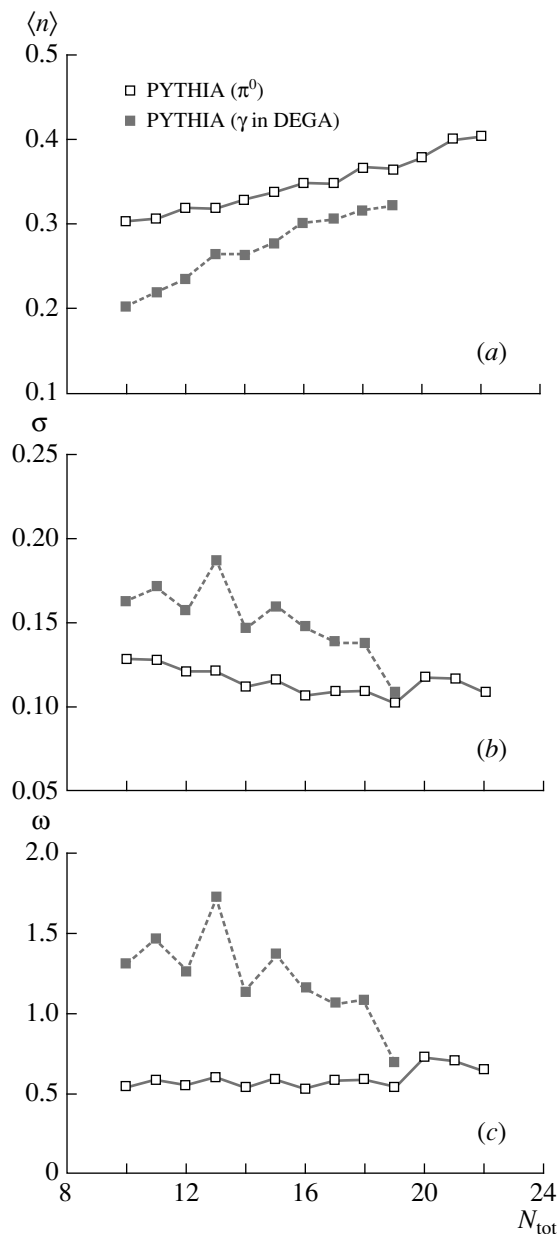 ⟨n⟩
0.5
PYTHIA (π⁰)
PYTHIA (γ in DEGA)
0.4
0.3
0.2
(a)
0.1
σ
0.25
0.20
0.15
0.10
(b)
0.05
ω
2.0
1.5
1.0
0.5
(c)
0
8 12 16 20 24
N_tot